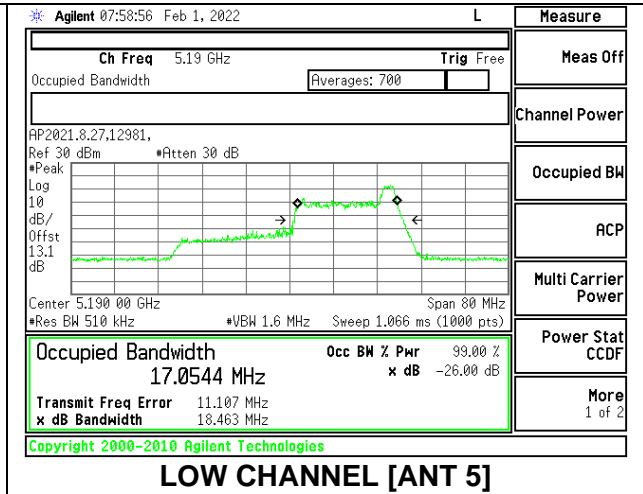 Agilent 07:58:56 Feb 1, 2022 L Measure
Ch Freq 5.19 GHz Trig Free
Meas Off
Occupied Bandwidth Averages: 700
Channel Power
AP2021.8.27,12981,
Ref 30 dBm #Atten 30 dB
#Peak
Log
10
dB/
Offst
13.1
dB
Occupied BW
ACP
Center 5.190 00 GHz Span 80 MHz
#Res BW 510 kHz #VBW 1.6 MHz Sweep 1.066 ms (1000 pts)
Multi Carrier
Power
Occupied Bandwidth Occ BW % Pwr 99.00 %
17.0544 MHz x dB -26.00 dB
Power Stat
CCDF
Transmit Freq Error 11.107 MHz
x dB Bandwidth 18.463 MHz
More
1 of 2
Copyright 2000-2010 Agilent Technologies
LOW CHANNEL [ANT 5]